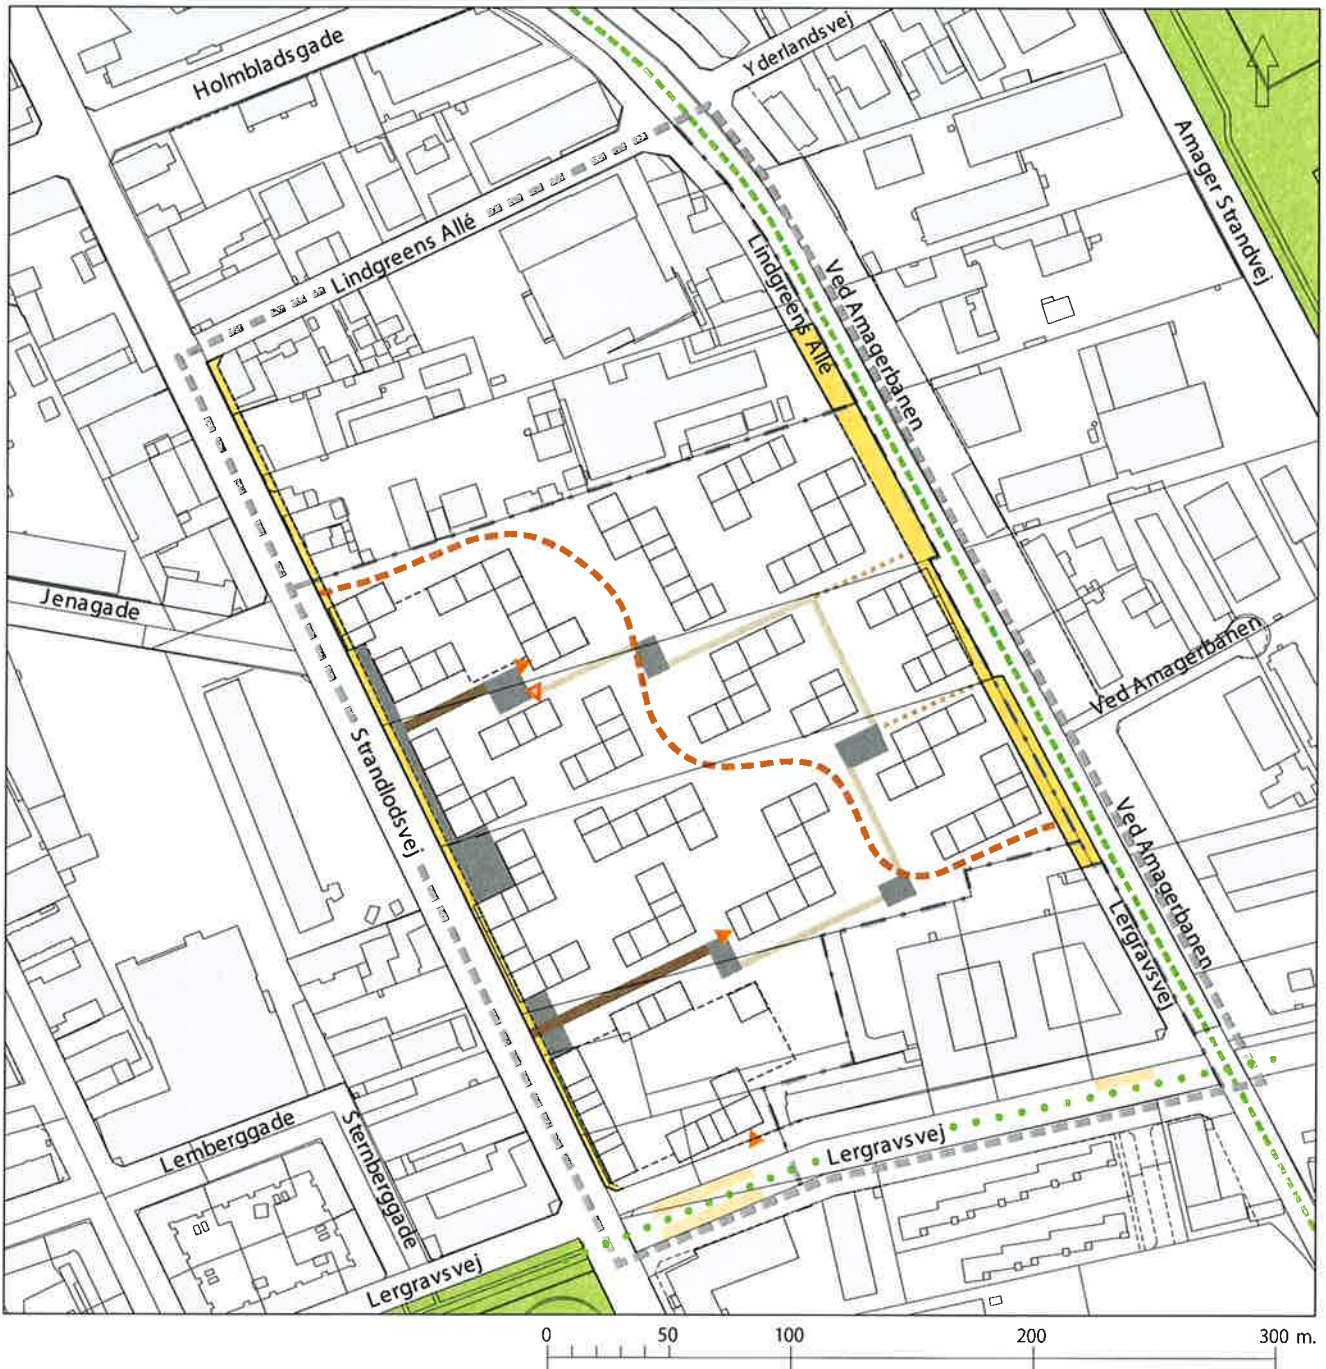 Holmbladsgade
Yderlandsvej
Amager Strandvej
Lindgreens Allé
Lindgreens Allé
Ved Amagerbanen
Jenagade
Ved Amagerbanen
Strandlodsvej
Ved Amagerbanen
Lergravsvej
Lemberggade
Sternberggade
Lergravsvej
Lergravsvej
0 50 100 200 300 m.